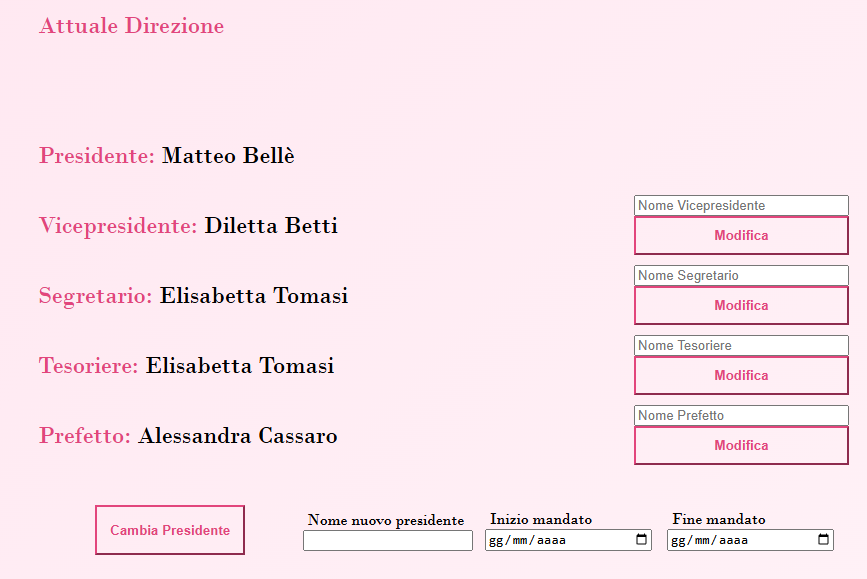 Attuale Direzione
Presidente: Matteo Bellè
Nome Vicepresidente
Vicepresidente: Diletta Betti
Modifica
Nome Segretario
Segretario: Elisabetta Tomasi
Modifica
Nome Tesoriere
Tesoriere: Elisabetta Tomasi
Modifica
Nome Prefetto
Prefetto: Alessandra Cassaro
Modifica
Cambia Presidente
Nome nuovo presidente
Inizio mandato
gg/mm/aaaa
Fine mandato
gg/mm/aaaa